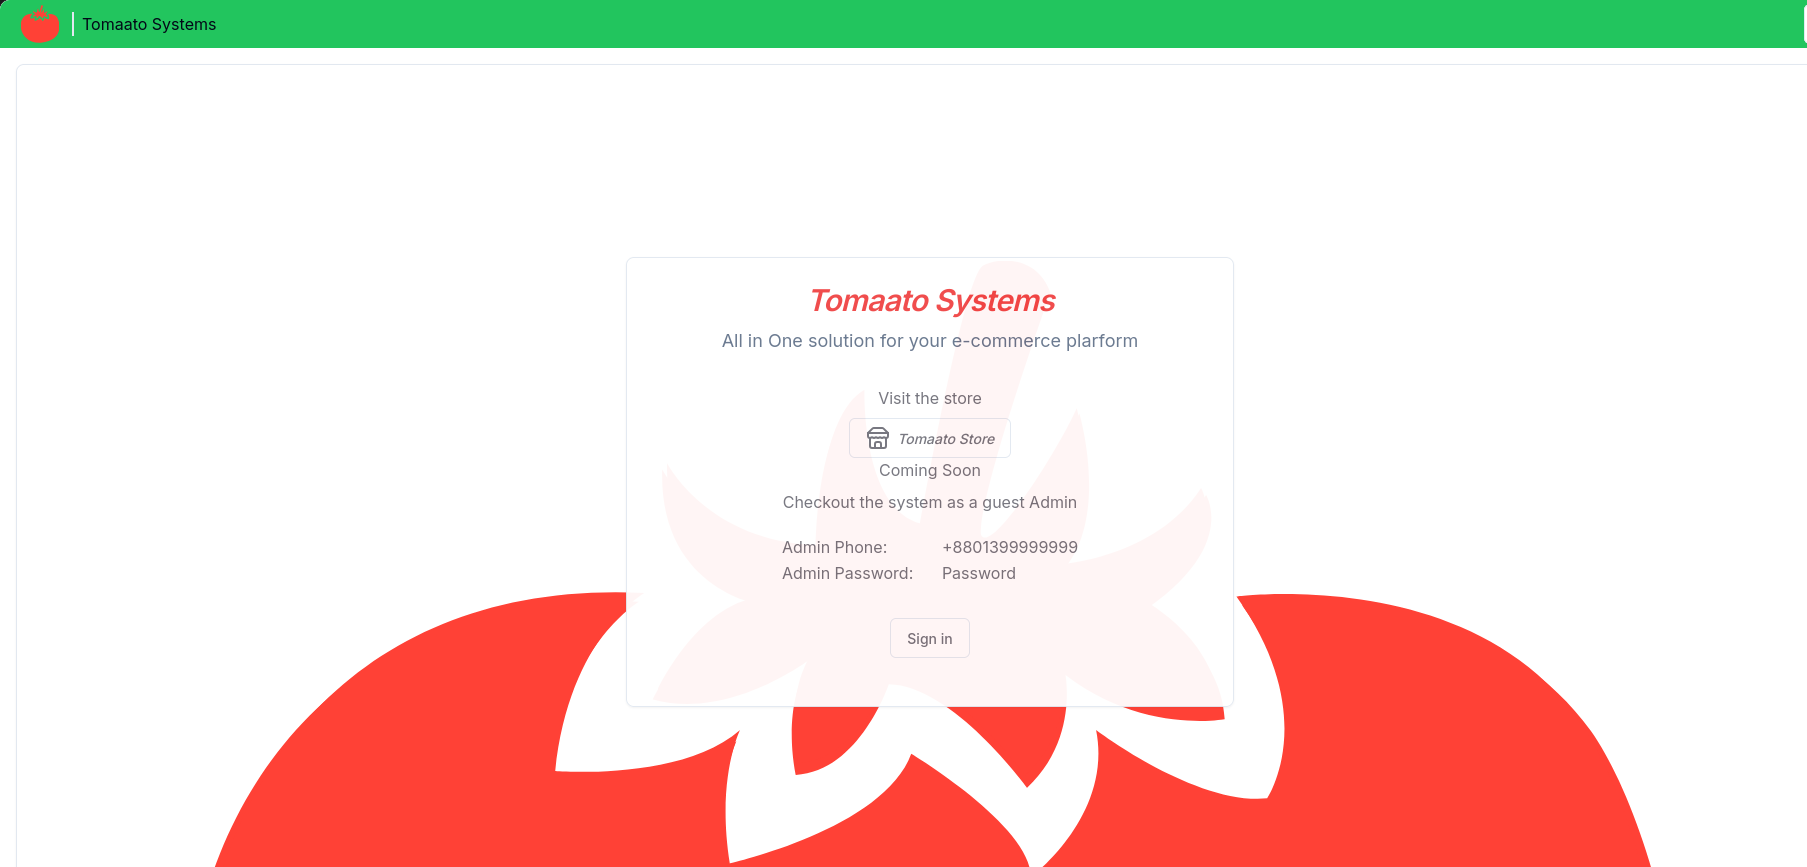 Tomaato Systems
Tomaato Systems
All in One solution for your e-commerce plarform
Visit the store
Tomaato Store
Coming Soon
Checkout the system as a guest Admin
Admin Phone: +8801399999999
Admin Password: Password
Sign in